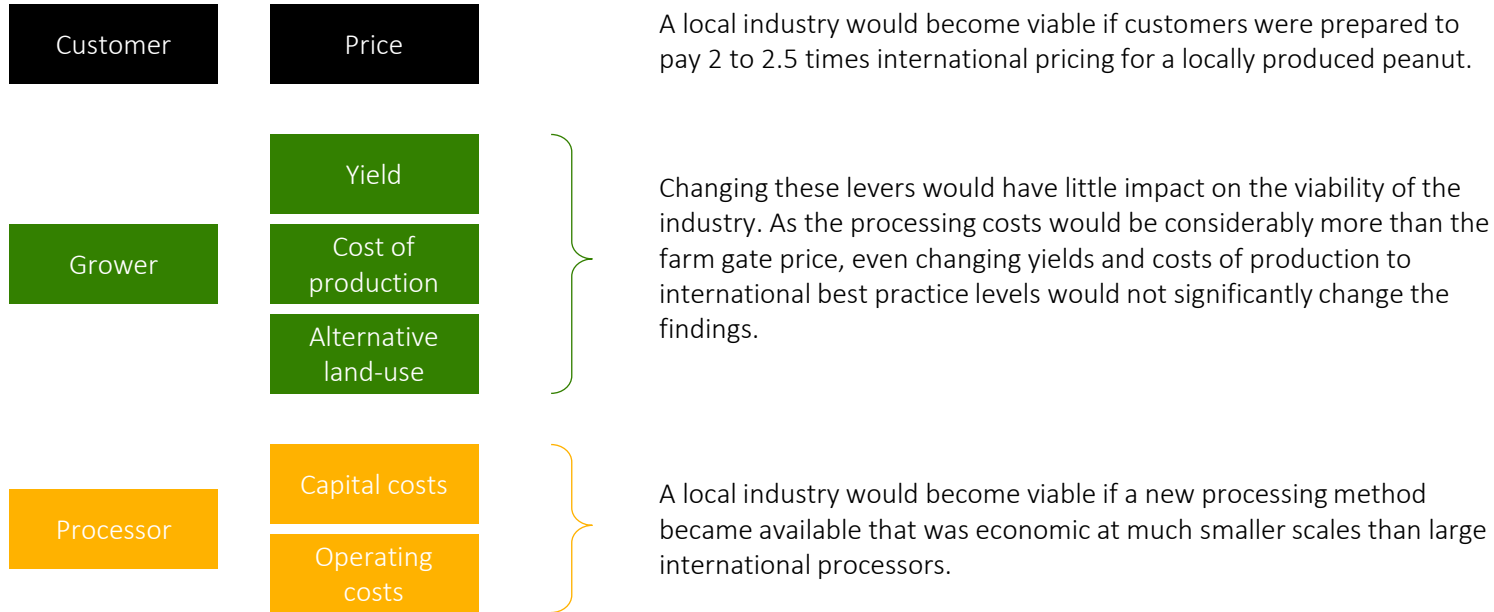 Customer
Price
A local industry would become viable if customers were prepared to
pay 2 to 2.5 times international pricing for a locally produced peanut.
Grower
Yield
Cost of
production
Alternative
land-use
Changing these levers would have little impact on the viability of the
industry. As the processing costs would be considerably more than the
farm gate price, even changing yields and costs of production to
international best practice levels would not significantly change the
findings.
Processor
Capital costs
Operating
costs
A local industry would become viable if a new processing method
became available that was economic at much smaller scales than large
international processors.